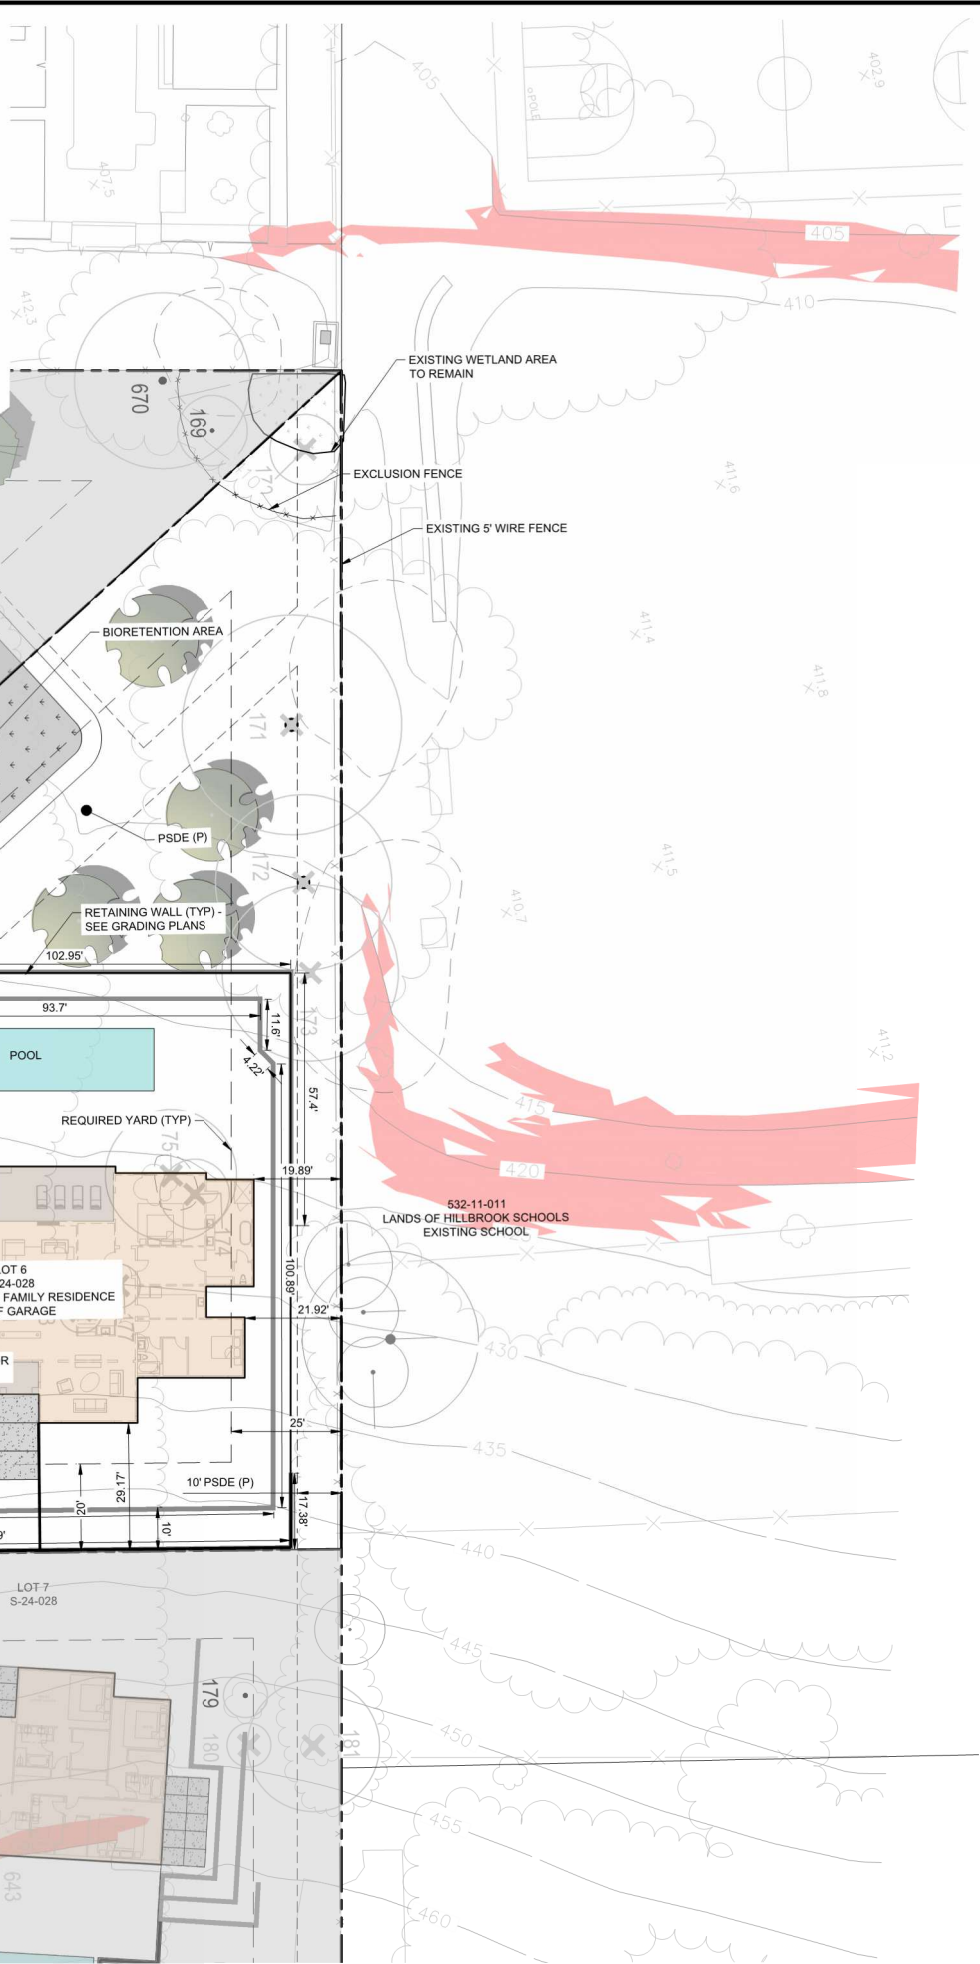 405
402.9
POLE
407.5
405
412.3
410
EXISTING WETLAND AREA
TO REMAIN
670
169
170
EXCLUSION FENCE
411.6
EXISTING 5' WIRE FENCE
BIORETENTION AREA
411.4
411.8
171
PSDE (P)
172
411.5
410.7
RETAINING WALL (TYP) -
SEE GRADING PLANS
102.95'
93.7'
11.6'
173
411.2
POOL
4.22'
57.4'
415
REQUIRED YARD (TYP)
75
19.89'
420
532-11-011
LANDS OF HILLBROOK SCHOOLS
EXISTING SCHOOL
LOT 6
24-028
FAMILY RESIDENCE
F GARAGE
100.89'
21.92'
430
R
25'
435
29.17'
10' PSDE (P)
20'
17.38'
10'
9'
440
LOT 7
S-24-028
445
179
180
181
450
455
643
460